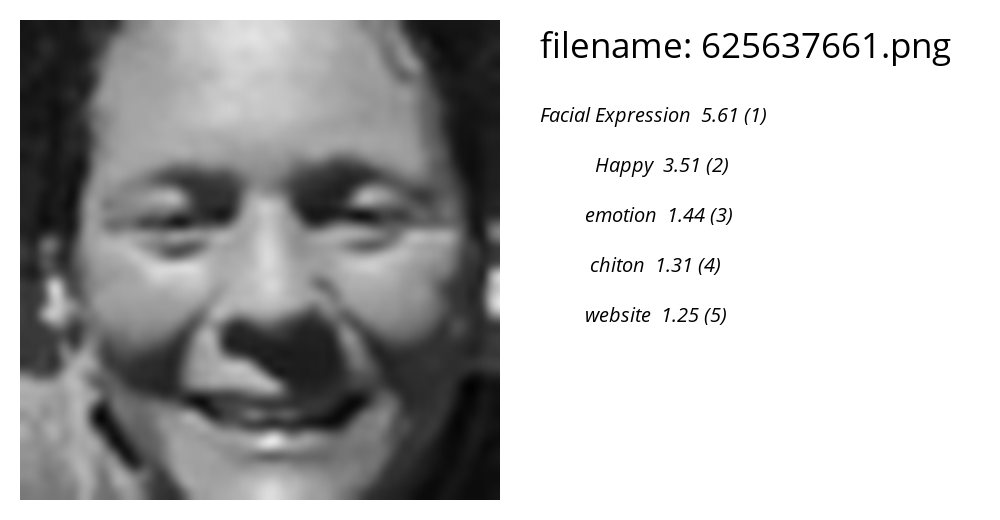 filename: 625637661.png
Facial Expression 5.61 (1)
Happy 3.51 (2)
emotion 1.44 (3)
chiton 1.31 (4)
website 1.25 (5)